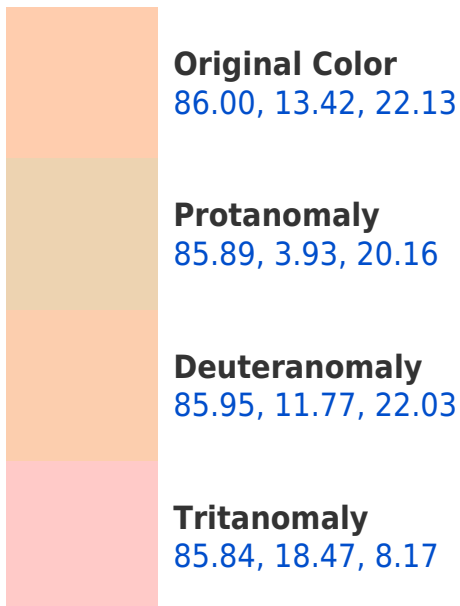 Original Color
86.00, 13.42, 22.13
Protanomaly
85.89, 3.93, 20.16
Deuteranomaly
85.95, 11.77, 22.03
Tritanomaly
85.84, 18.47, 8.17